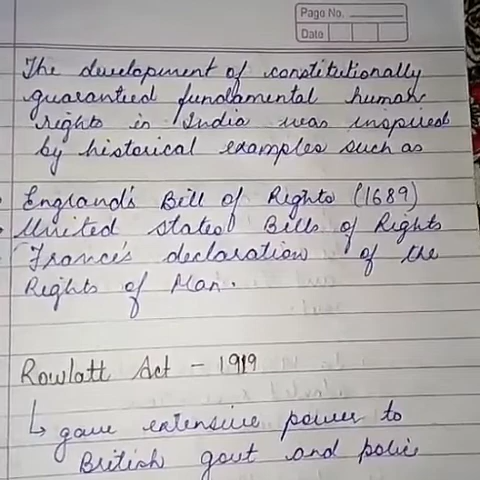 Page No.
Date
The development of constitutionally
guaranteed fundamental human
rights in India was inspired
by historical examples such as
England's Bill of Rights (1689)
United States Bills of Rights
France's declaration of the
Rights of Man.
Rowlatt Act - 1919
↳ gave extensive power to
British govt and police